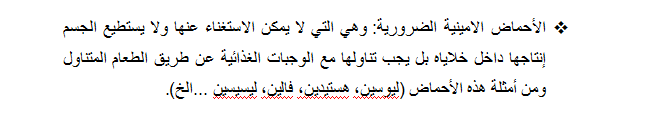 ❖ الأحماض الامينية الضرورية: وهي التي لا يمكن الاستغناء عنها ولا يستطيع الجسم
إنتاجها داخل خلاياه بل يجب تناولها مع الوجبات الغذائية عن طريق الطعام المتناول
ومن أمثلة هذه الأحماض (ليوسين، هستيدين، فالين، ليسيسين ...الخ).